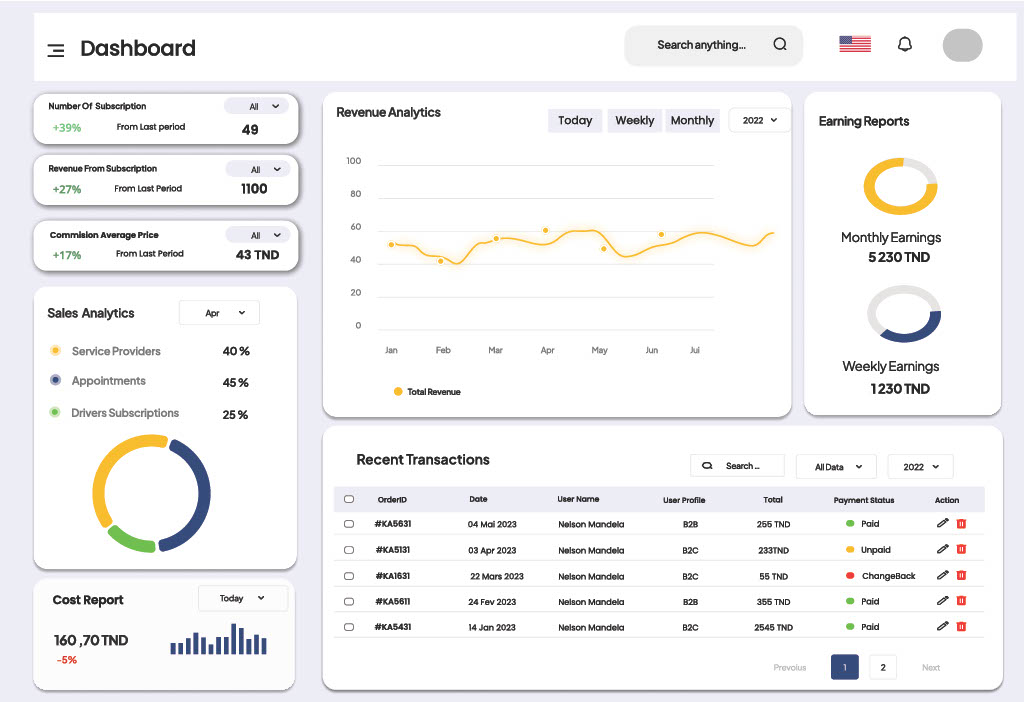 Dashboard
Search anything...
Number Of Subscription
All
+39%
From Last period
49
Revenue From Subscription
All
+27%
From Last Period
1100
Commision Average Price
All
+17%
From Last Period
43 TND
Sales Analytics
Apr
Service Providers
40 %
Appointments
45 %
Drivers Subscriptions
25 %
Cost Report
Today
160 ,70 TND
-5%
Revenue Analytics
Today
Weekly
Monthly
2022
100
80
60
40
20
0
Jan Feb Mar Apr May Jun Jul
Total Revenue
Earning Reports
Monthly Earnings
5 230 TND
Weekly Earnings
1 230 TND
Recent Transactions
Search ...
All Data
2022
OrderID Date User Name User Profile Total Payment Status Action
#KA5631 04 Mai 2023 Nelson Mandela B2B 255 TND Paid
#KA5131 03 Apr 2023 Nelson Mandela B2C 233TND Unpaid
#KA1631 22 Mars 2023 Nelson Mandela B2C 55 TND ChangeBack
#KA5611 24 Fev 2023 Nelson Mandela B2B 355 TND Paid
#KA5431 14 Jan 2023 Nelson Mandela B2C 2545 TND Paid
Prevoius 1 2 Next